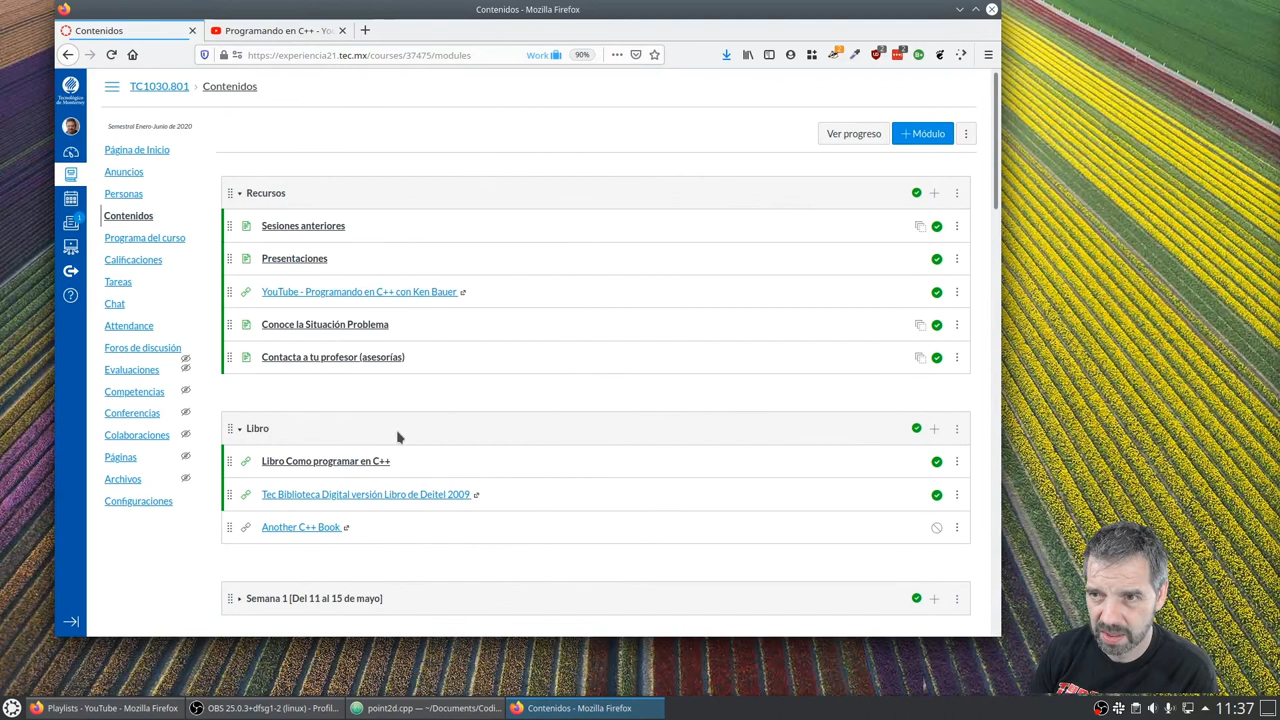 Contenidos - Mozilla Firefox
Contenidos
Programando en C++ - Yo
https://experiencia21.tec.mx/courses/37475/modules
Work
90%
Tecnológico
de Monterrey
TC1030.801 › Contenidos
Semestral Enero-Junio de 2020
Ver progreso
+ Módulo
Página de Inicio
Anuncios
Personas
Contenidos
Programa del curso
Calificaciones
Tareas
Chat
Attendance
Foros de discusión
Evaluaciones
Competencias
Conferencias
Colaboraciones
Páginas
Archivos
Configuraciones
1
Recursos
Sesiones anteriores
Presentaciones
YouTube - Programando en C++ con Ken Bauer
Conoce la Situación Problema
Contacta a tu profesor (asesorías)
Libro
Libro Como programar en C++
Tec Biblioteca Digital versión Libro de Deitel 2009
Another C++ Book
Semana 1 [Del 11 al 15 de mayo]
Playlists - YouTube - Mozilla Firefox
OBS 25.0.3+dfsg1-2 (linux) - Profil...
point2d.cpp — ~/Documents/Codi...
Contenidos - Mozilla Firefox
11:37